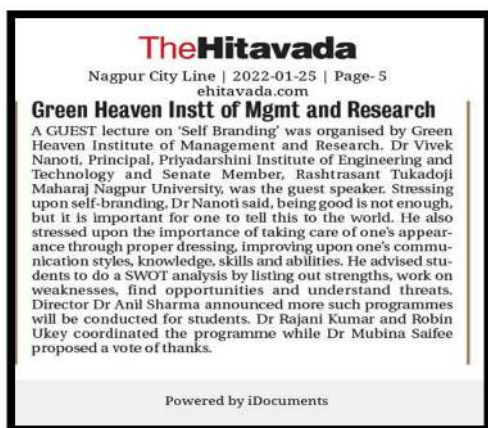 TheHitavada
Nagpur City Line | 2022-01-25 | Page- 5
ehitavada.com
Green Heaven Instt of Mgmt and Research
A GUEST lecture on ‘Self Branding’ was organised by Green
Heaven Institute of Management and Research. Dr Vivek
Nanoti, Principal, Priyadarshini Institute of Engineering and
Technology and Senate Member, Rashtrasant Tukadoji
Maharaj Nagpur University, was the guest speaker. Stressing
upon self-branding, Dr Nanoti said, being good is not enough,
but it is important for one to tell this to the world. He also
stressed upon the importance of taking care of one’s appear-
ance through proper dressing, improving upon one’s commu-
nication styles, knowledge, skills and abilities. He advised stu-
dents to do a SWOT analysis by listing out strengths, work on
weaknesses, find opportunities and understand threats.
Director Dr Anil Sharma announced more such programmes
will be conducted for students. Dr Rajani Kumar and Robin
Ukey coordinated the programme while Dr Mubina Saifee
proposed a vote of thanks.
Powered by iDocuments